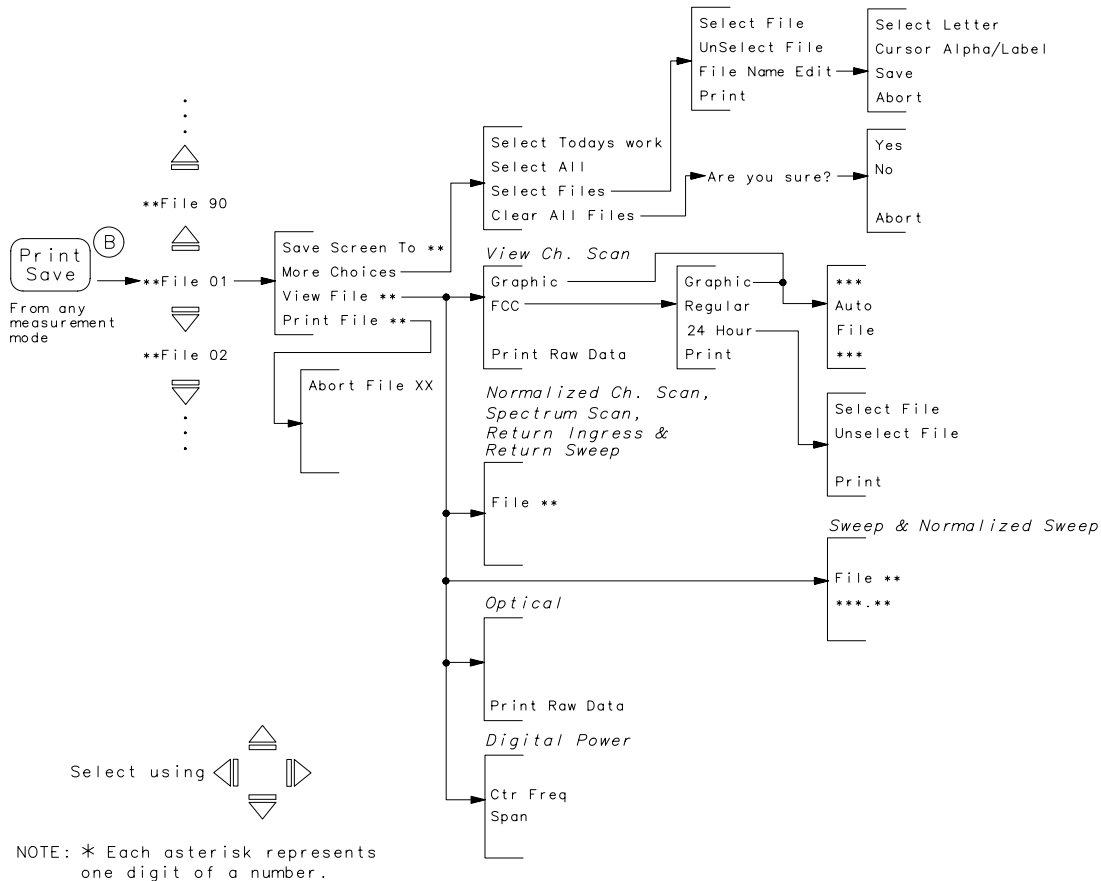 Select File
UnSelect File
File Name Edit
Print
Select Letter
Cursor Alpha/Label
Save
Abort
Select Todays work
Select All
Select Files
Clear All Files
Are you sure?
Yes
No
Abort
**File 90
Print
Save
B
From any
measurement
mode
**File 01
**File 02
Save Screen To **
More Choices
View File **
Print File **
Abort File XX
View Ch. Scan
Graphic
FCC
Print Raw Data
Graphic
Regular
24 Hour
Print
***
Auto
File
***
Select File
Unselect File
Print
Normalized Ch. Scan,
Spectrum Scan,
Return Ingress &
Return Sweep
File **
Sweep & Normalized Sweep
File **
***.**
Optical
Print Raw Data
Digital Power
Ctr Freq
Span
Select using
NOTE: * Each asterisk represents
one digit of a number.